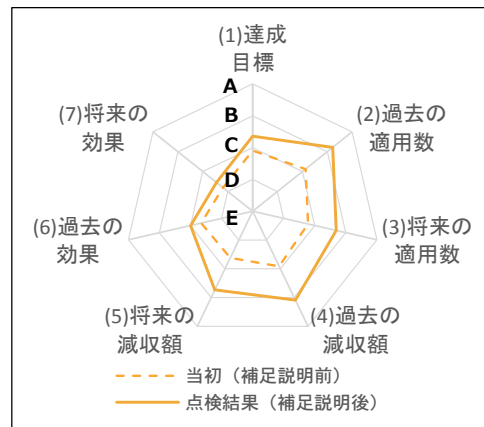 (1)達成
目標
A
B
C
D
E
(2)過去の
適用数
(3)将来の
適用数
(4)過去の
減収額
(5)将来の
減収額
(6)過去の
効果
(7)将来の
効果
当初（補足説明前）
点検結果（補足説明後）